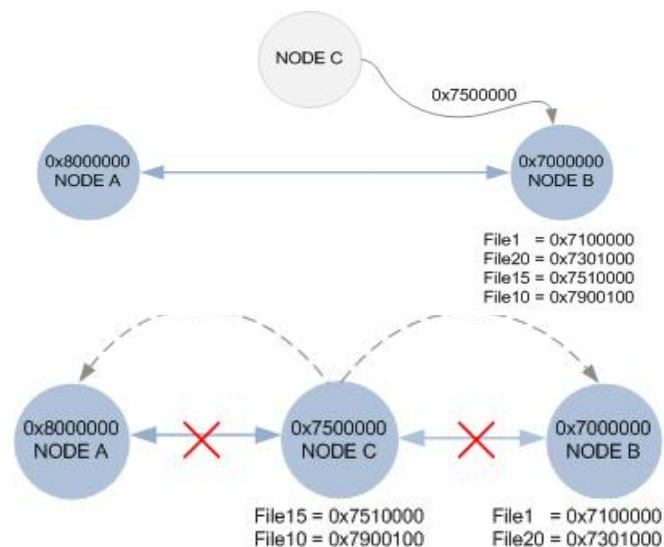 NODE C
0x7500000
0x8000000
NODE A
0x7000000
NODE B
File1 = 0x7100000
File20 = 0x7301000
File15 = 0x7510000
File10 = 0x7900100
0x8000000
NODE A
0x7500000
NODE C
0x7000000
NODE B
File15 = 0x7510000
File10 = 0x7900100
File1 = 0x7100000
File20 = 0x7301000